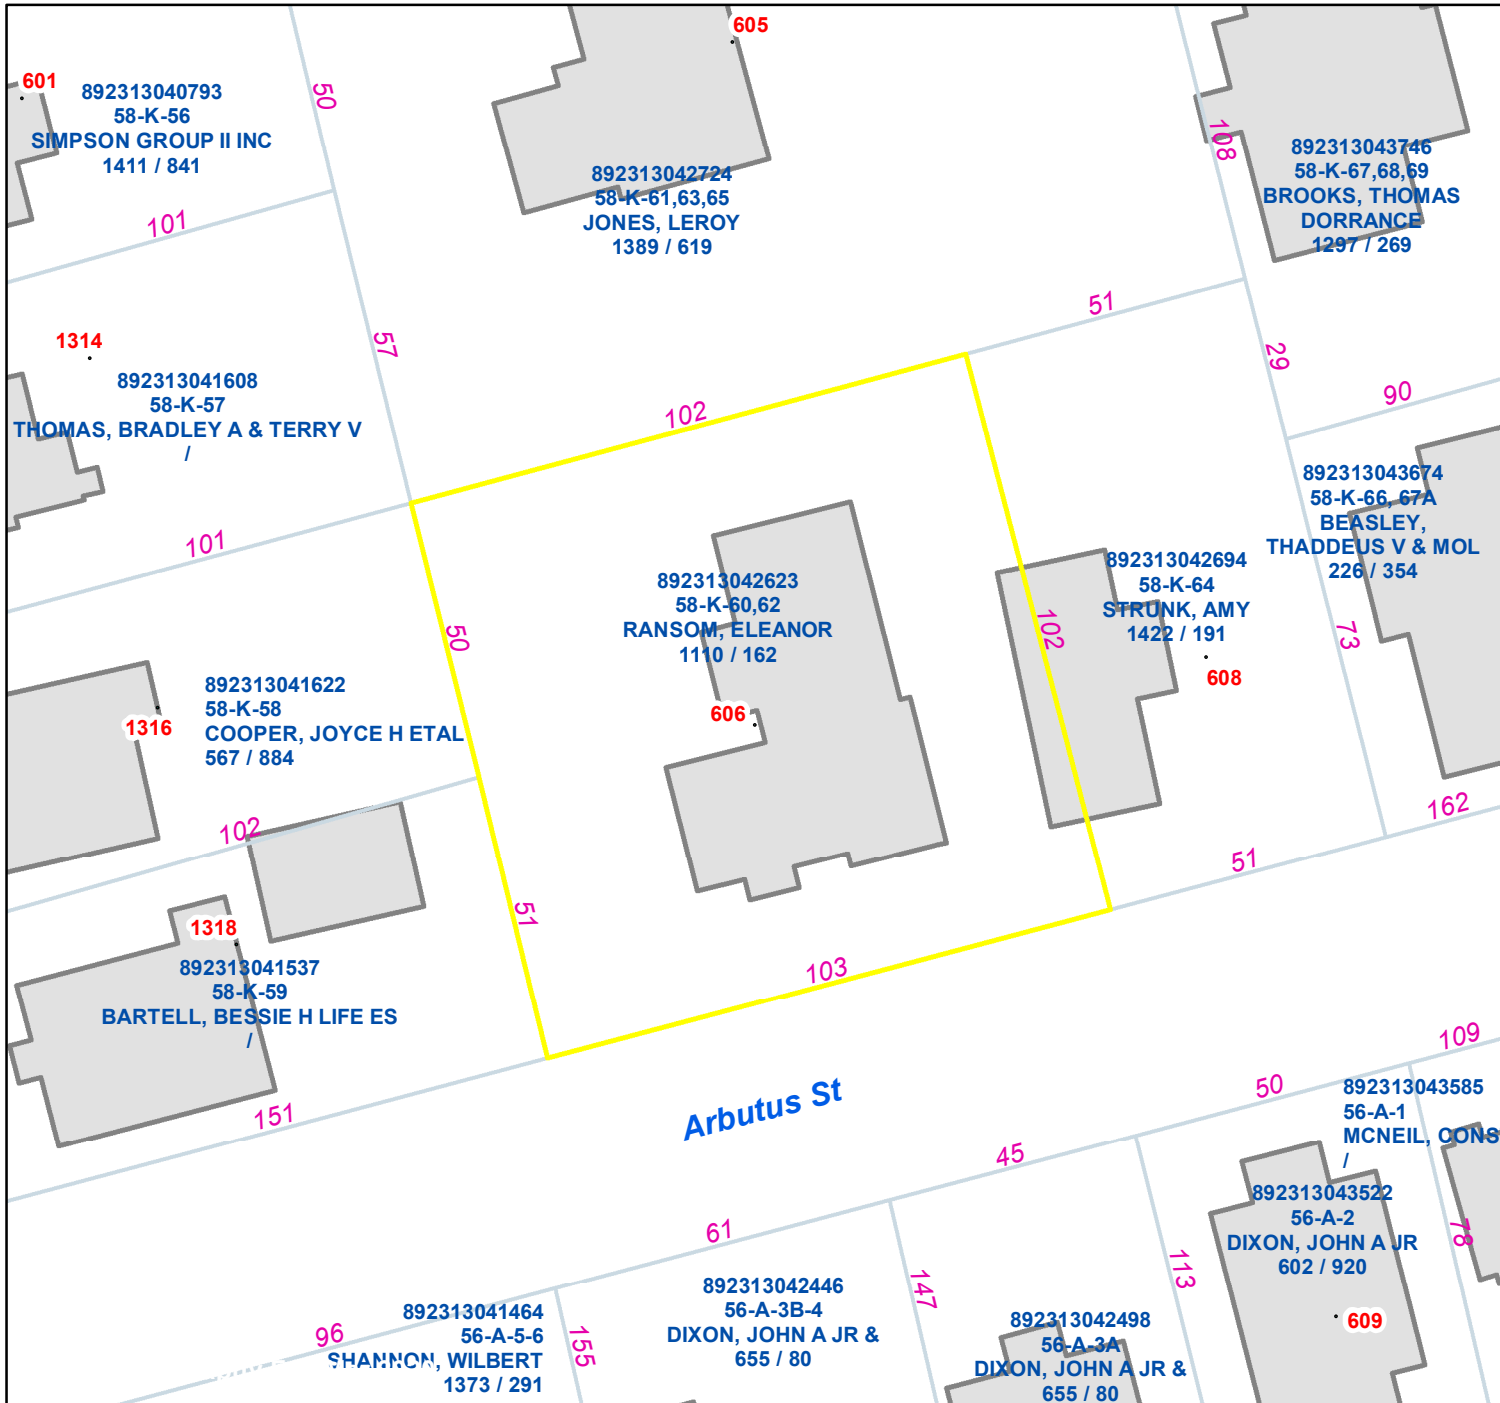 605
601
892313040793
58-K-56
SIMPSON GROUP II INC
1411 / 841
50
108
892313042724
58-K-61,63,65
JONES, LEROY
1389 / 619
892313043746
58-K-67,68,69
BROOKS, THOMAS
DORRANCE
1297 / 269
101
51
57
29
1314
892313041608
58-K-57
THOMAS, BRADLEY A & TERRY V
/
102
90
101
892313043674
58-K-66, 67A
BEASLEY,
THADDEUS V & MOL
226 / 354
892313042623
58-K-60,62
RANSOM, ELEANOR
1110 / 162
606
892313042694
58-K-64
STRUNK, AMY
1422 / 191
608
50
102
73
892313041622
58-K-58
COOPER, JOYCE H ETAL
567 / 884
1316
102
162
51
51
1318
892313041537
58-K-59
BARTELL, BESSIE H LIFE ES
/
103
151
Arbutus St
109
50
45
61
96
892313043585
56-A-1
MCNEIL, CONS
/
892313043522
56-A-2
DIXON, JOHN A JR
602 / 920
609
78
113
147
155
892313042446
56-A-3B-4
DIXON, JOHN A JR &
655 / 80
892313041464
56-A-5-6
SHANNON, WILBERT
1373 / 291
892313042498
56-A-3A
DIXON, JOHN A JR &
655 / 80